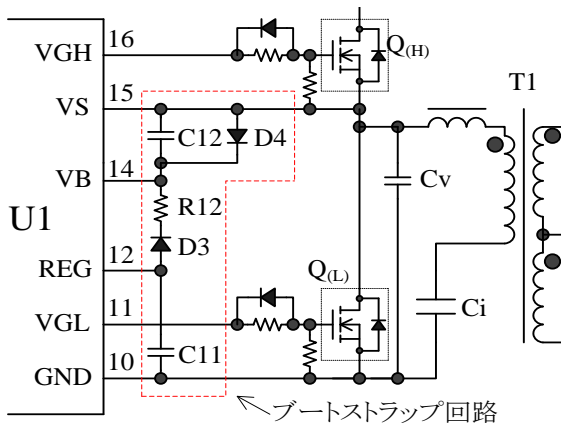 16
VGH
Q(H)
T1
15
VS
C12
D4
14
VB
Cv
R12
U1
D3
12
REG
Q(L)
11
VGL
Ci
C11
10
GND
ブートストラップ回路